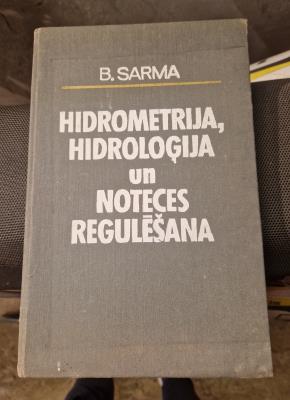 B. SARMA
HIDROMETRIJA,
HIDROLOĢIJA
un
NOTECES
REGULĒŠANA